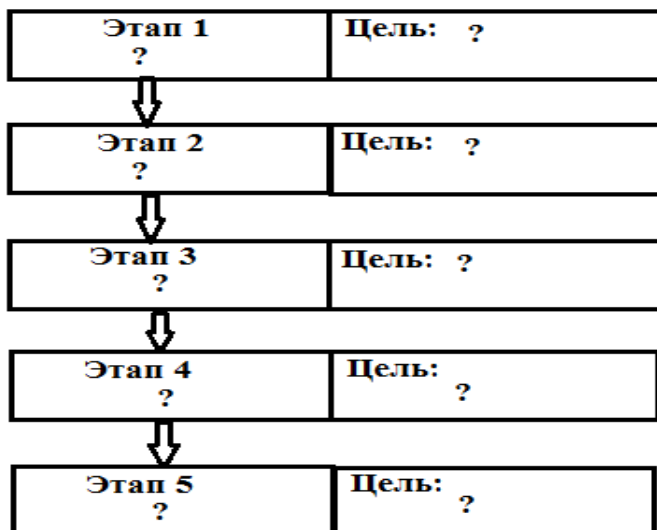 Этап 1
?
Цель: ?
Этап 2
?
Цель: ?
Этап 3
?
Цель: ?
Этап 4
?
Цель:
?
Этап 5
?
Цель:
?